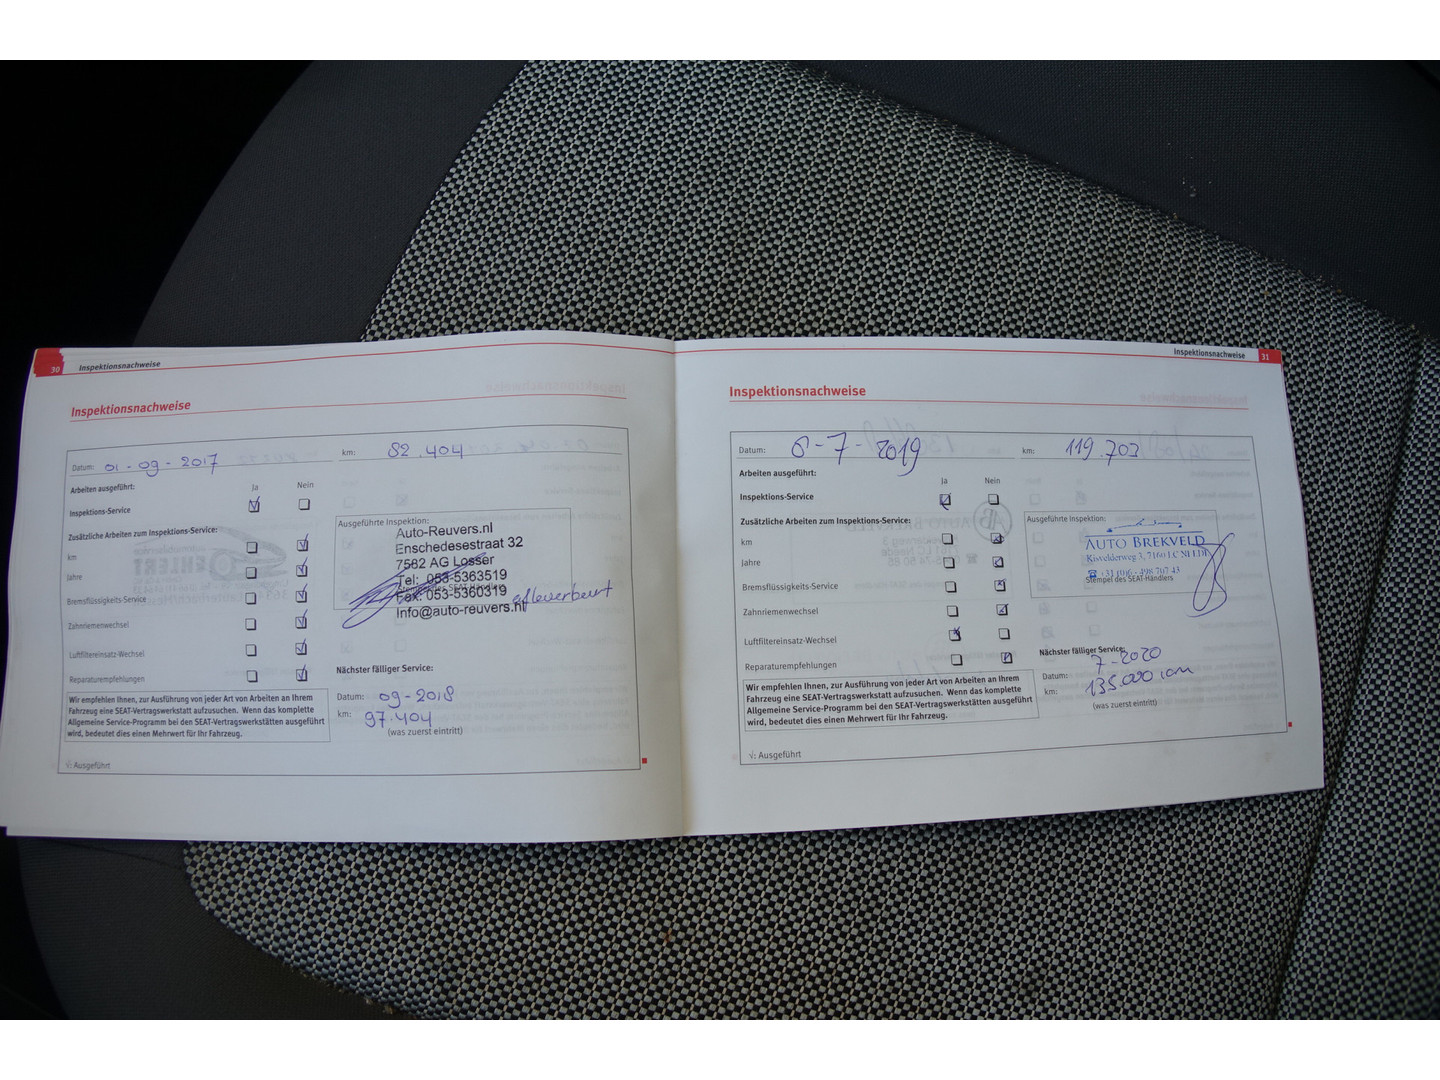 30 Inspektionsnachweise
Inspektionsnachweise
Datum: 01-09-2017 km: 82.404
Arbeiten ausgeführt: Ja Nein
Inspektions-Service
Zusätzliche Arbeiten zum Inspektions-Service:
km
Jahre
Bremsflüssigkeits-Service
Zahnriemenwechsel
Luftfiltereinsatz-Wechsel
Reparaturempfehlungen
Wir empfehlen Ihnen, zur Ausführung von jeder Art von Arbeiten an Ihrem
Fahrzeug eine SEAT-Vertragswerkstatt aufzusuchen. Wenn das komplette
Allgemeine Service-Programm bei den SEAT-Vertragswerkstätten ausgeführt
wird, bedeutet dies einen Mehrwert für Ihr Fahrzeug.
√: Ausgeführt
Ausgeführte Inspektion:
Auto-Reuvers.nl
Enschedesestraat 32
7582 AG Losser
Tel: 053-5363519
Fax: 053-5360319 afleverbeurt
Info@auto-reuvers.nl
Nächster fälliger Service:
Datum: 09-2018
km: 97.404
(was zuerst eintritt)
Inspektionsnachweise 31
Inspektionsnachweise
Datum: 6-7-2019 km: 119.703
Arbeiten ausgeführt:
Ja Nein
Inspektions-Service
Zusätzliche Arbeiten zum Inspektions-Service:
km
Jahre
Bremsflüssigkeits-Service
Zahnriemenwechsel
Luftfiltereinsatz-Wechsel
Reparaturempfehlungen
Wir empfehlen Ihnen, zur Ausführung von jeder Art von Arbeiten an Ihrem
Fahrzeug eine SEAT-Vertragswerkstatt aufzusuchen. Wenn das komplette
Allgemeine Service-Programm bei den SEAT-Vertragswerkstätten ausgeführt
wird, bedeutet dies einen Mehrwert für Ihr Fahrzeug.
√: Ausgeführt
Ausgeführte Inspektion:
AUTO BREKVELD
7160 LC NEEDE
Stempel des SEAT-Händlers
Nächster fälliger Service:
Datum: 7-2020
km: 135.000 km
(was zuerst eintritt)